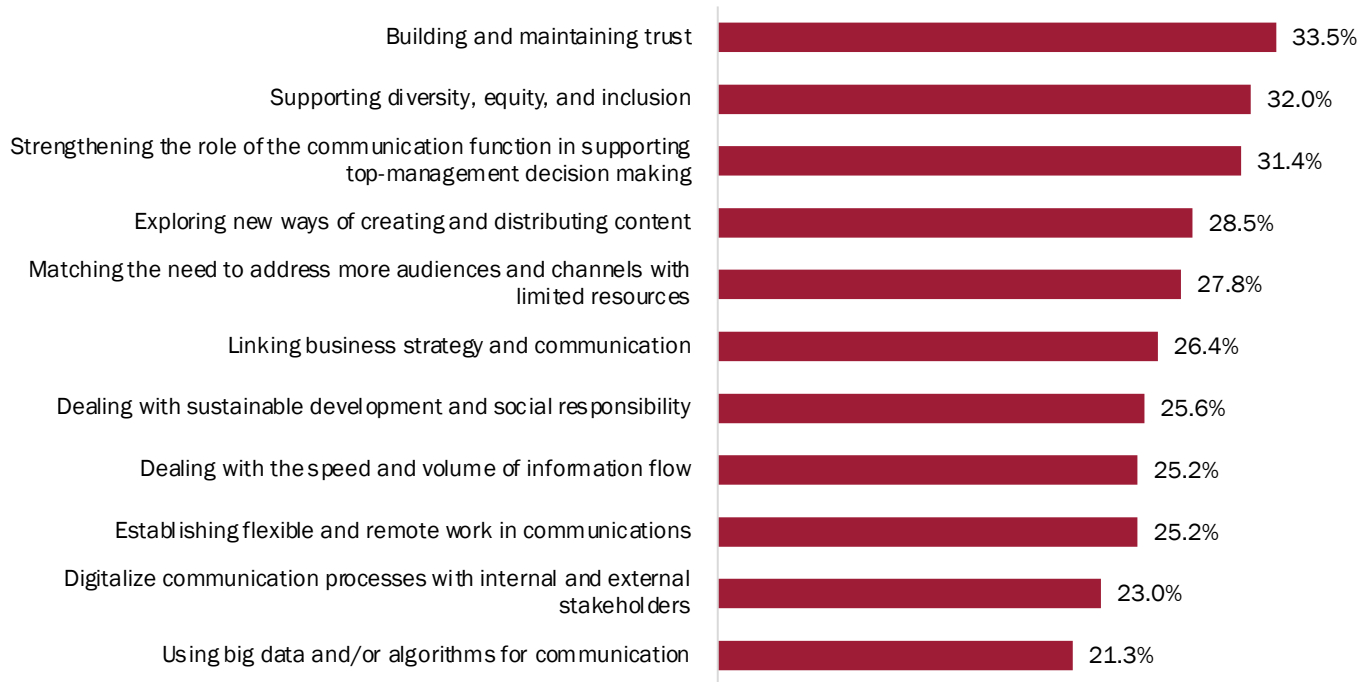 Building and maintaining trust
33.5%
Supporting diversity, equity, and inclusion
32.0%
Strengthening the role of the communication function in supporting
top-management decision making
31.4%
Exploring new ways of creating and distributing content
28.5%
Matching the need to address more audiences and channels with
limited resources
27.8%
Linking business strategy and communication
26.4%
Dealing with sustainable development and social responsibility
25.6%
Dealing with the speed and volume of information flow
25.2%
Establishing flexible and remote work in communications
25.2%
Digitalize communication processes with internal and external
stakeholders
23.0%
Using big data and/or algorithms for communication
21.3%